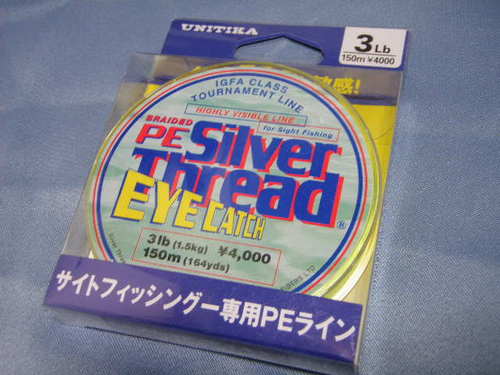 UNITIKA
3Lb
150m ¥4000
感!
IGFA CLASS
TOURNAMENT LINE
HIGHLY VISIBLE LINE
for Sight Fishing
BRAIDED
PE Silver
Thread®
EYE CATCH
3lb (1.5kg) ¥4,000
150m (164yds)
サイトフィッシングー専用PEライン